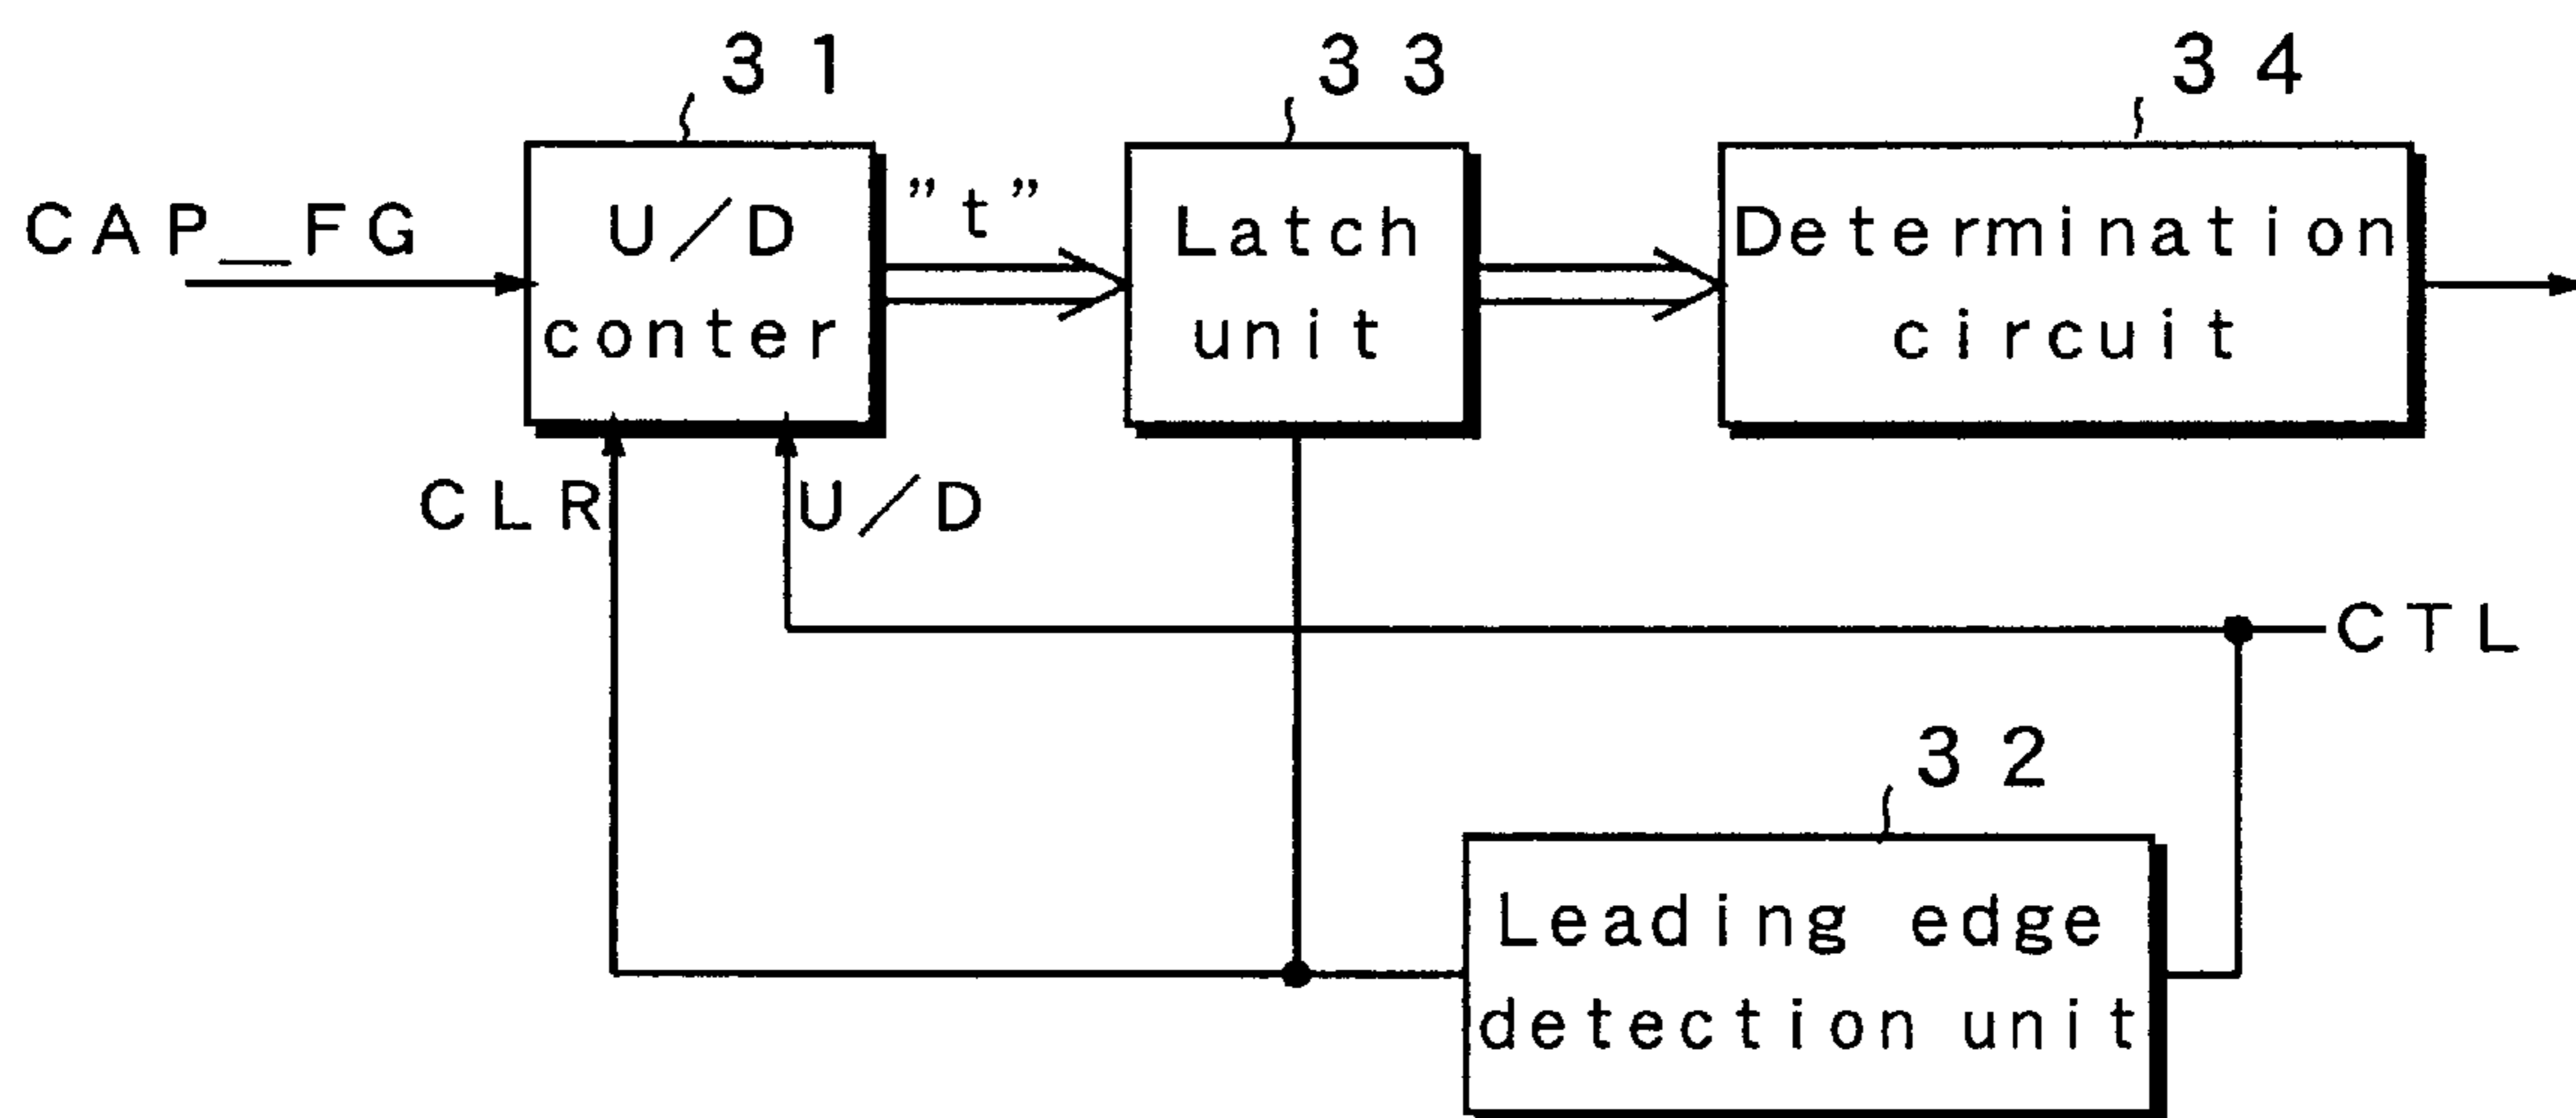 31
33
34
CAP_FG
U/D
conter
"t"
Latch
unit
Determination
circuit
CLR
U/D
CTL
32
Leading edge
detection unit